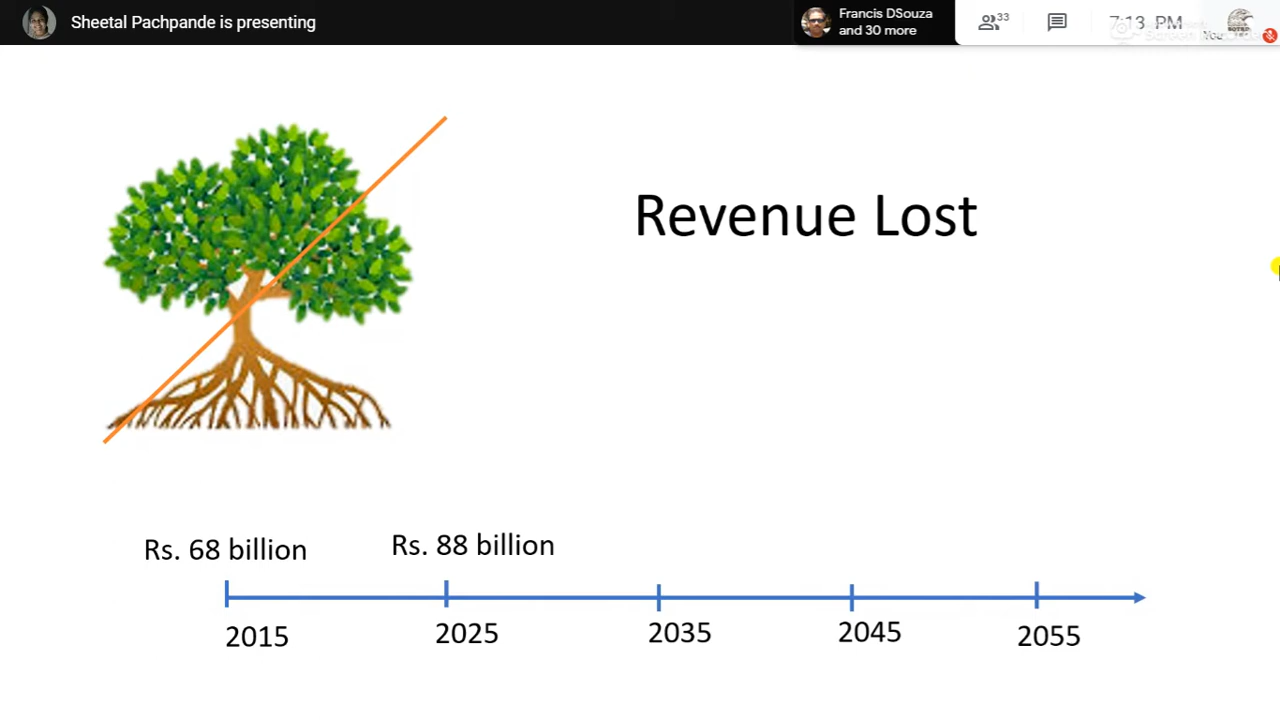 Sheetal Pachpande is presenting
Francis DSouza
and 30 more
33
7:13 PM
You
Revenue Lost
Rs. 68 billion
Rs. 88 billion
2015
2025
2035
2045
2055